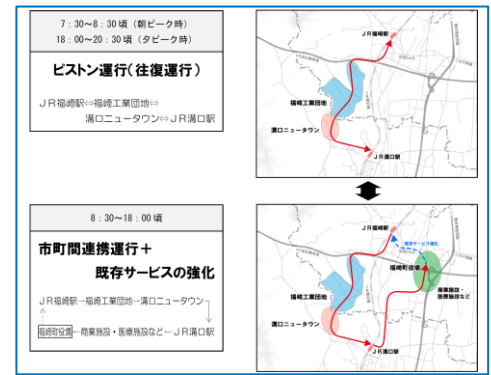 7：30～8：30頃（朝ピーク時）
18：00～20：30頃（夕ピーク時）
ピストン運行（往復運行）
ＪＲ福崎駅⇔福崎工業団地⇔
溝口ニュータウン⇔ＪＲ溝口駅
ＪＲ福崎駅
福崎工業団地
溝口ニュータウン
ＪＲ溝口駅
8：30～18：00頃
市町間連携運行＋
既存サービスの強化
ＪＲ福崎駅→福崎工業団地→溝口ニュータウン
福崎町役場←商業施設・医療施設など←ＪＲ溝口駅
ＪＲ福崎駅
既存サービス強化
福崎町役場
商業施設・
医療施設など
福崎工業団地
溝口ニュータウン
ＪＲ溝口駅